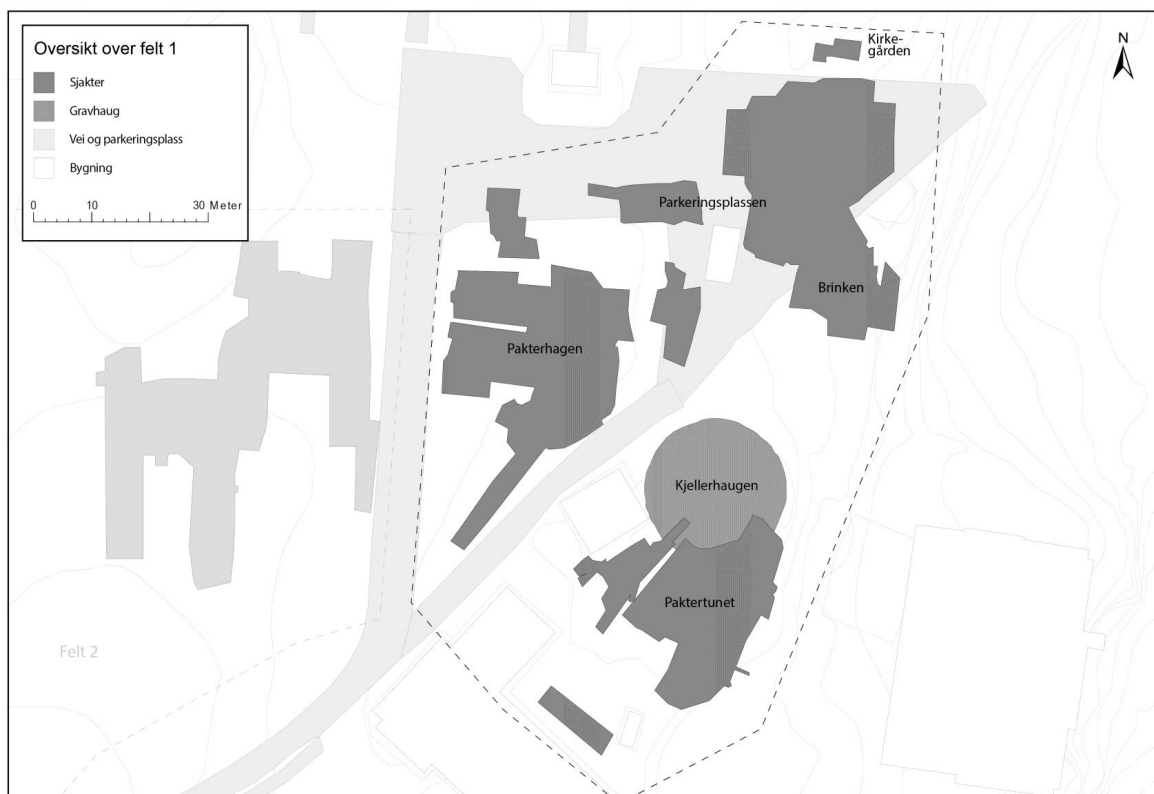 Oversikt over felt 1
Sjakter
Gravhaug
Vei og parkeringsplass
Bygning
0 10 30 Meter
N
Kirke-
gården
Parkeringsplassen
Brinken
Pakterhagen
Kjellerhaugen
Paktertunet
Felt 2